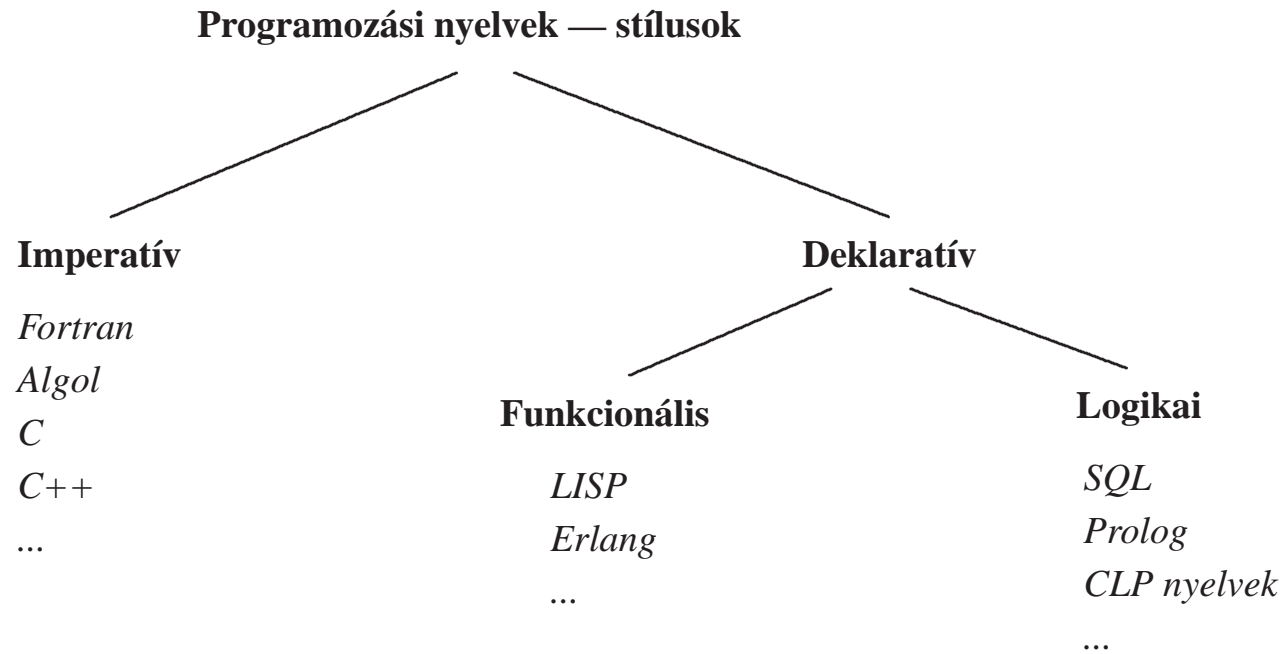 Programozási nyelvek — stílusok
Imperatív
Fortran
Algol
C
C++
...
Deklaratív
Funkcionális
LISP
Erlang
...
Logikai
SQL
Prolog
CLP nyelvek
...